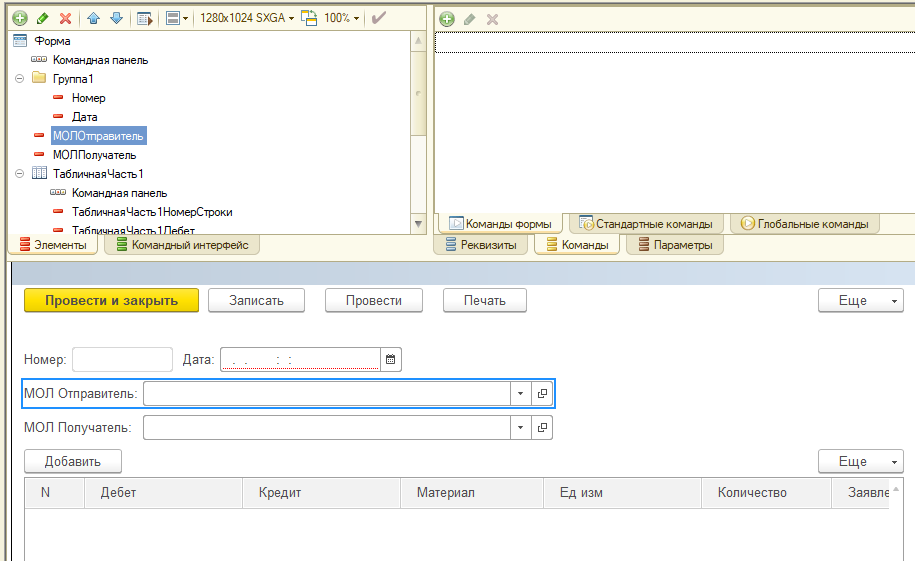 1280x1024 SXGA 100%
Форма
Командная панель
Группа1
Номер
Дата
МОЛОтправитель
МОЛПолучатель
ТабличнаяЧасть1
Командная панель
ТабличнаяЧасть1НомерСтроки
ТабличнаяЧасть1Дебет
Элементы Командный интерфейс
Команды формы Стандартные команды Глобальные команды
Реквизиты Команды Параметры
Провести и закрыть Записать Провести Печать Еще
Номер: Дата: . . : :
МОЛ Отправитель:
МОЛ Получатель:
Добавить Еще
N Дебет Кредит Материал Ед изм Количество Заявле